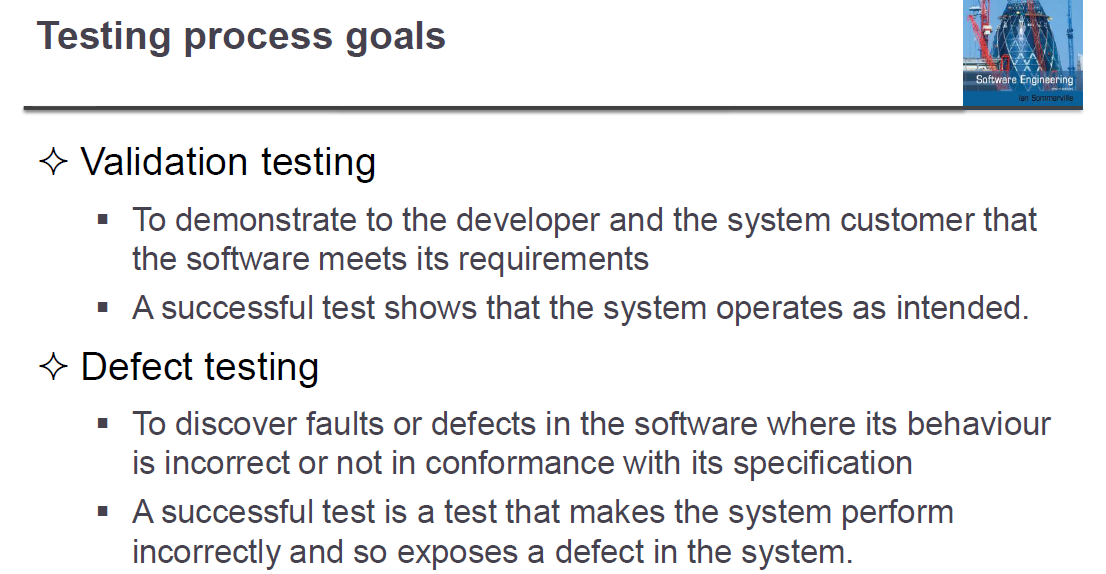 Testing process goals
Software Engineering
Ian Sommerville
Validation testing
To demonstrate to the developer and the system customer that
the software meets its requirements
A successful test shows that the system operates as intended.
Defect testing
To discover faults or defects in the software where its behaviour
is incorrect or not in conformance with its specification
A successful test is a test that makes the system perform
incorrectly and so exposes a defect in the system.